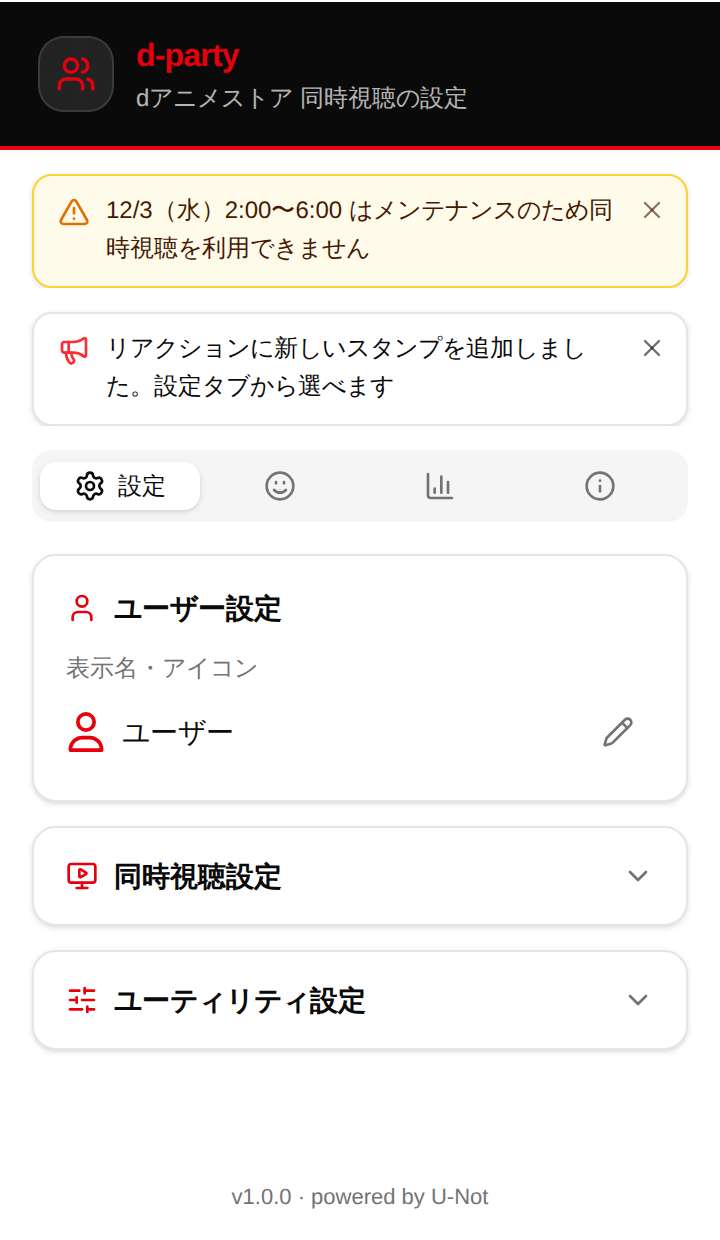 d-party
dアニメストア 同時視聴の設定
12/3（水）2:00〜6:00 はメンテナンスのため同
時視聴を利用できません
リアクションに新しいスタンプを追加しまし
た。設定タブから選べます
設定
ユーザー設定
表示名・アイコン
ユーザー
同時視聴設定
ユーティリティ設定
v1.0.0 · powered by U-Not